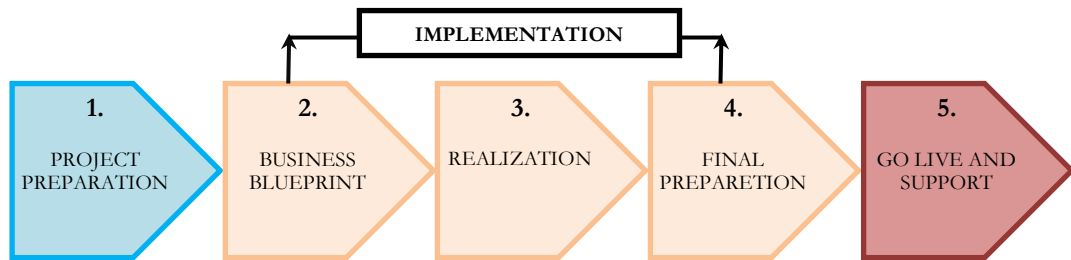 IMPLEMENTATION
1.
PROJECT
PREPARATION
2.
BUSINESS
BLUEPRINT
3.
REALIZATION
4.
FINAL
PREPARETION
5.
GO LIVE AND
SUPPORT